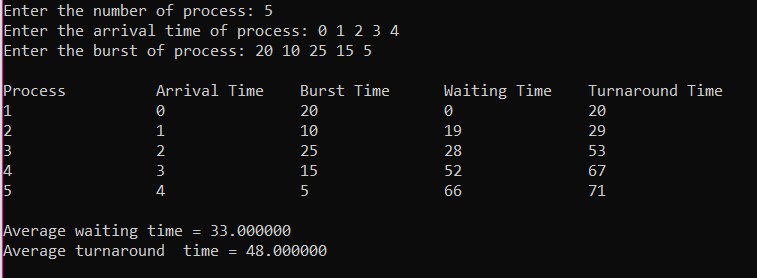 Enter the number of process: 5
Enter the arrival time of process: 0 1 2 3 4
Enter the burst of process: 20 10 25 15 5
Process Arrival Time Burst Time Waiting Time Turnaround Time
1 0 20 0 20
2 1 10 19 29
3 2 25 28 53
4 3 15 52 67
5 4 5 66 71
Average waiting time = 33.000000
Average turnaround  time = 48.000000